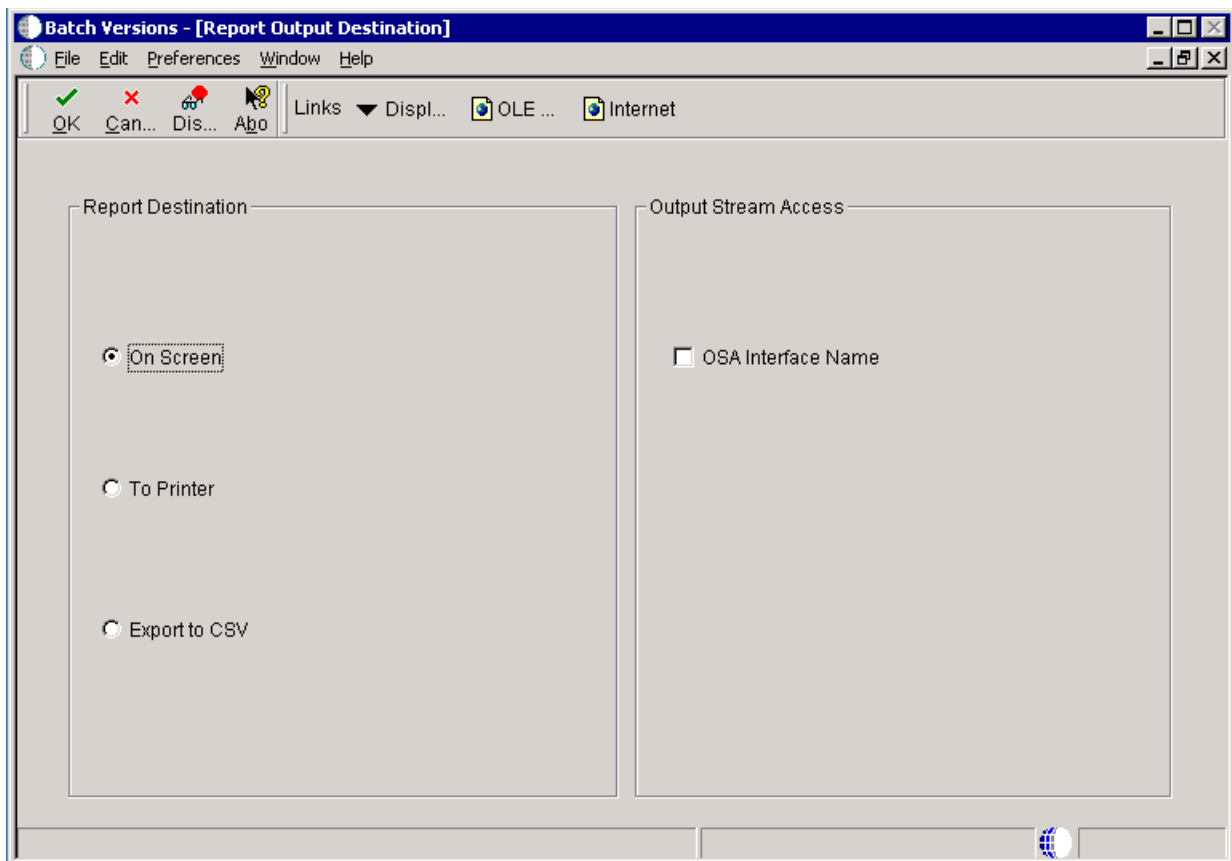 Batch Versions - [Report Output Destination]
File Edit Preferences Window Help
OK Can... Dis... Abo Links Displ... OLE ... Internet
Report Destination
Output Stream Access
On Screen
OSA Interface Name
To Printer
Export to CSV